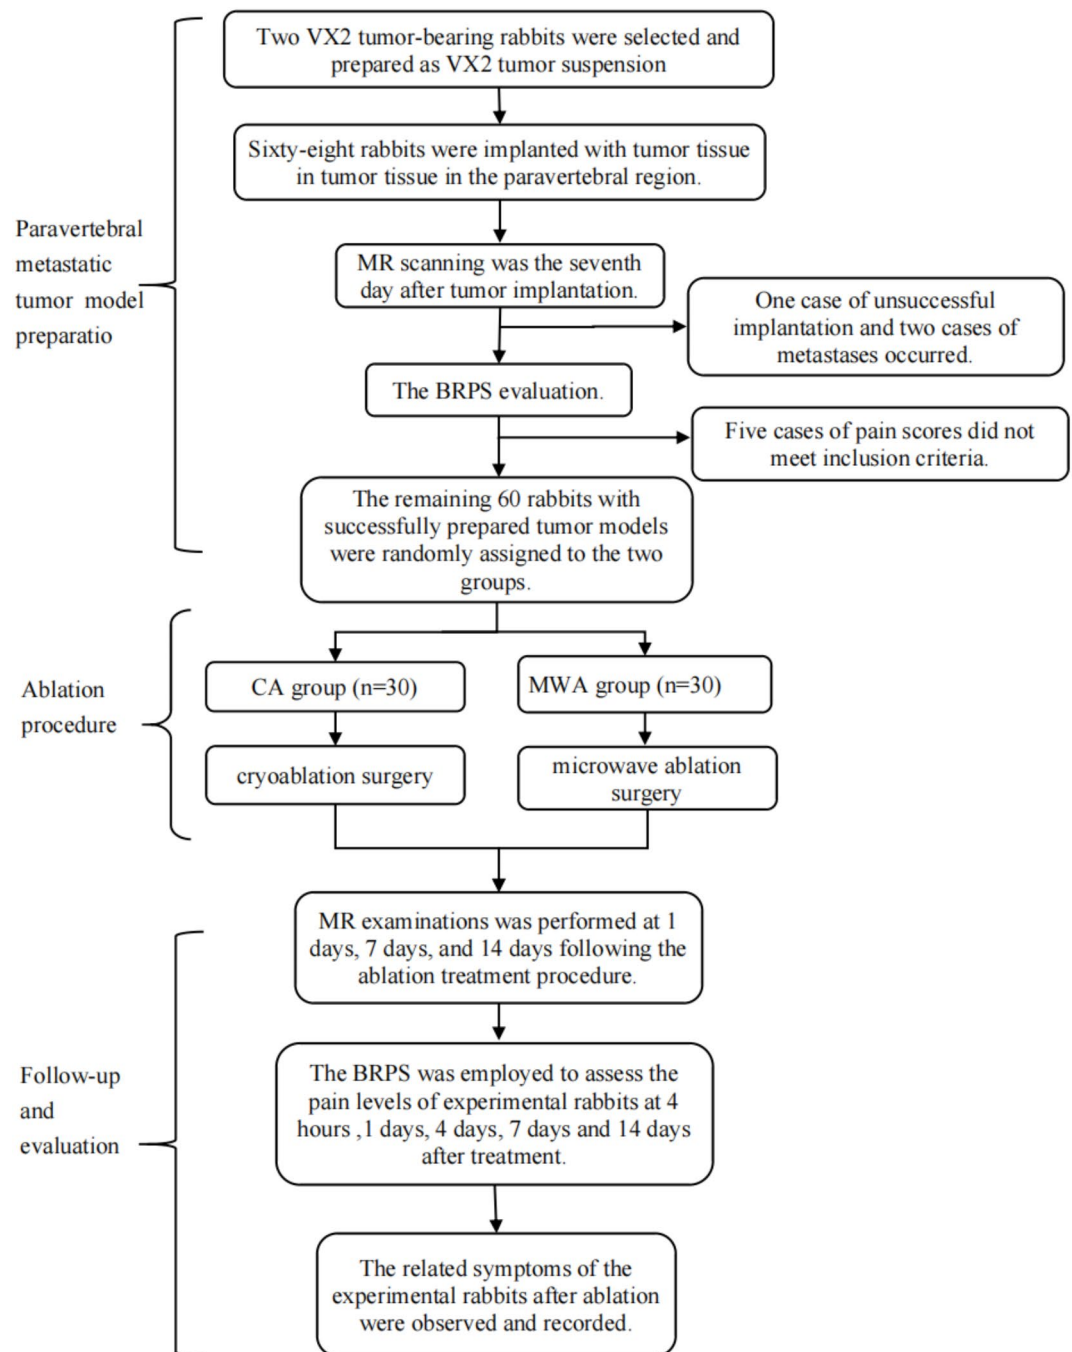 Two VX2 tumor-bearing rabbits were selected and
prepared as VX2 tumor suspension
Sixty-eight rabbits were implanted with tumor tissue
in tumor tissue in the paravertebral region.
Paravertebral
metastatic
tumor model
preparatio
MR scanning was the seventh
day after tumor implantation.
One case of unsuccessful
implantation and two cases of
metastases occurred.
The BRPS evaluation.
Five cases of pain scores did not
meet inclusion criteria.
The remaining 60 rabbits with
successfully prepared tumor models
were randomly assigned to the two
groups.
Ablation
procedure
CA group (n=30)
MWA group (n=30)
cryoablation surgery
microwave ablation
surgery
MR examinations was performed at 1
days, 7 days, and 14 days following the
ablation treatment procedure.
Follow-up
and
evaluation
The BRPS was employed to assess the
pain levels of experimental rabbits at 4
hours ,1 days, 4 days, 7 days and 14 days
after treatment.
The related symptoms of the
experimental rabbits after ablation
were observed and recorded.